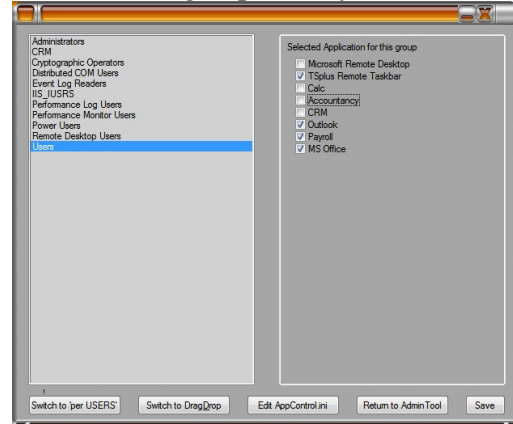 Administrators
CRM
Cryptographic Operators
Distributed COM Users
Event Log Readers
IIS_IUSRS
Performance Log Users
Performance Monitor Users
Power Users
Remote Desktop Users
Users
Selected Application for this group
Microsoft Remote Desktop
TSplus Remote Taskbar
Calc
Accountancy
CRM
Outlook
Payroll
MS Office
Switch to 'per USERS'
Switch to DragDrop
Edit AppControl.ini
Return to AdminTool
Save